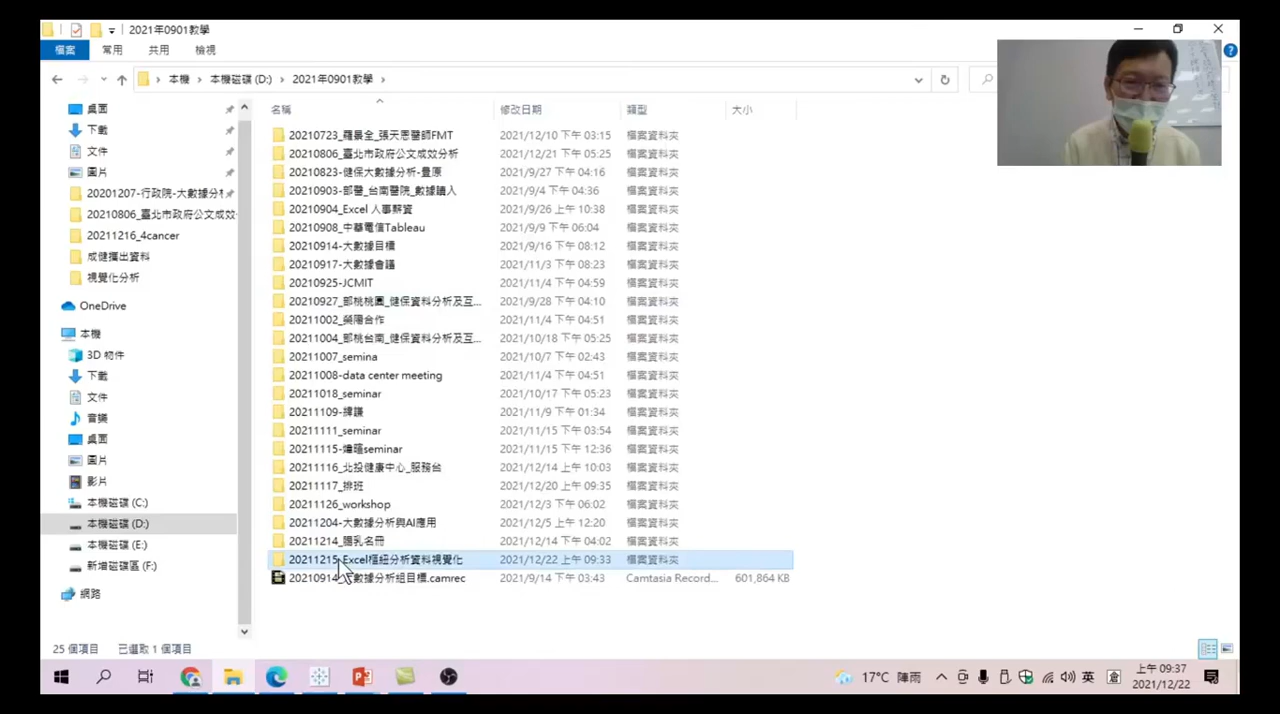 2021年0901教學
檔案 常用 共用 檢視
本機 › 本機磁碟 (D:) › 2021年0901教學 ›
桌面
下載
文件
圖片
20201207-行政院-大數據分析
20210806_臺北市政府公文成效
20211216_4cancer
成健攜出資料
視覺化分析
OneDrive
本機
3D 物件
下載
文件
音樂
桌面
圖片
影片
本機磁碟 (C:)
本機磁碟 (D:)
本機磁碟 (E:)
新增磁碟區 (F:)
網路
名稱 修改日期 類型 大小
20210723_羅景全_張天恩醫師FMT 2021/12/10 下午 03:15 檔案資料夾
20210806_臺北市政府公文成效分析 2021/12/21 下午 05:25 檔案資料夾
20210823-健保大數據分析-豊原 2021/9/27 下午 04:16 檔案資料夾
20210903-部醫_台南醫院_數據讀人 2021/9/4 下午 04:36 檔案資料夾
20210904_Excel 人事薪資 2021/9/26 上午 10:38 檔案資料夾
20210908_中華電信Tableau 2021/9/9 下午 06:04 檔案資料夾
20210914-大數據目標 2021/9/16 下午 08:12 檔案資料夾
20210917-大數據會議 2021/11/3 下午 08:23 檔案資料夾
20210925-JCMIT 2021/11/4 下午 04:59 檔案資料夾
20210927_部桃桃園_健保資料分析及互... 2021/9/28 下午 04:10 檔案資料夾
20211002_榮陽合作 2021/11/4 下午 04:51 檔案資料夾
20211004_部桃台南_健保資料分析及互... 2021/10/18 下午 05:25 檔案資料夾
20211007_semina 2021/10/7 下午 02:43 檔案資料夾
20211008-data center meeting 2021/11/4 下午 04:51 檔案資料夾
20211018_seminar 2021/10/17 下午 05:23 檔案資料夾
20211109-緯謙 2021/11/9 下午 01:34 檔案資料夾
20211111_seminar 2021/11/15 下午 03:54 檔案資料夾
20211115-煒暄seminar 2021/11/15 下午 12:36 檔案資料夾
20211116_北投健康中心_服務台 2021/12/14 上午 10:03 檔案資料夾
20211117_排班 2021/12/20 上午 09:35 檔案資料夾
20211126_workshop 2021/12/3 下午 06:02 檔案資料夾
20211204-大數據分析與AI應用 2021/12/5 上午 12:20 檔案資料夾
20211214_腸乳名冊 2021/12/14 下午 04:02 檔案資料夾
20211215-Excel樞紐分析資料視覺化 2021/12/22 上午 09:33 檔案資料夾
20210914 數據分析組目標.camrec 2021/9/14 下午 03:43 Camtasia Record... 601,864 KB
25 個項目 已選取 1 個項目
17°C 陣雨 英 倉 上午 09:37
2021/12/22